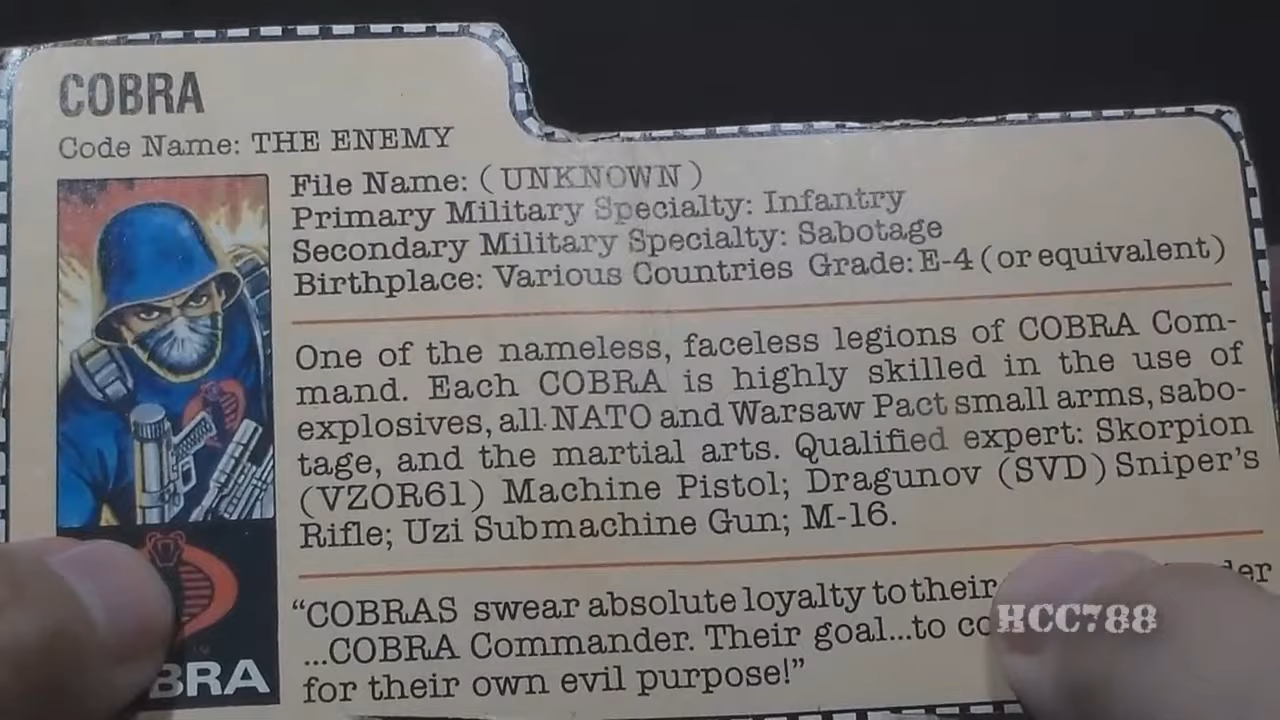 COBRA
Code Name: THE ENEMY
File Name: (UNKNOWN)
Primary Military Specialty: Infantry
Secondary Military Specialty: Sabotage
Birthplace: Various Countries Grade: E-4 (or equivalent)
One of the nameless, faceless legions of COBRA Com-
mand. Each COBRA is highly skilled in the use of
explosives, all NATO and Warsaw Pact small arms, sabo-
tage, and the martial arts. Qualified expert: Skorpion
(VZOR61) Machine Pistol; Dragunov (SVD) Sniper's
Rifle; Uzi Submachine Gun; M-16.
"COBRAS swear absolute loyalty to their
...COBRA Commander. Their goal...to
for their own evil purpose!"
BRA
HCC788